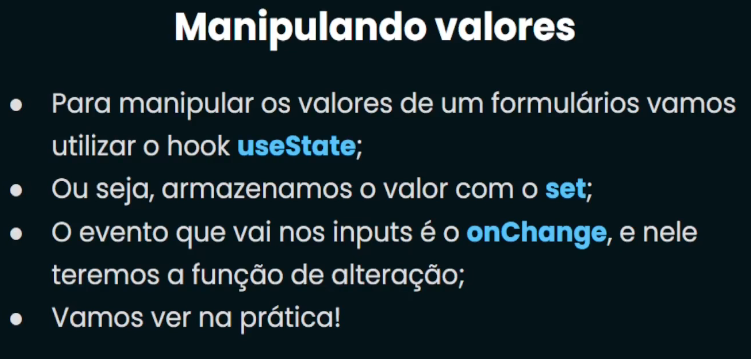 Manipulando valores
● Para manipular os valores de um formulários vamos
utilizar o hook useState;
● Ou seja, armazenamos o valor com o set;
● O evento que vai nos inputs é o onChange, e nele
teremos a função de alteração;
● Vamos ver na prática!